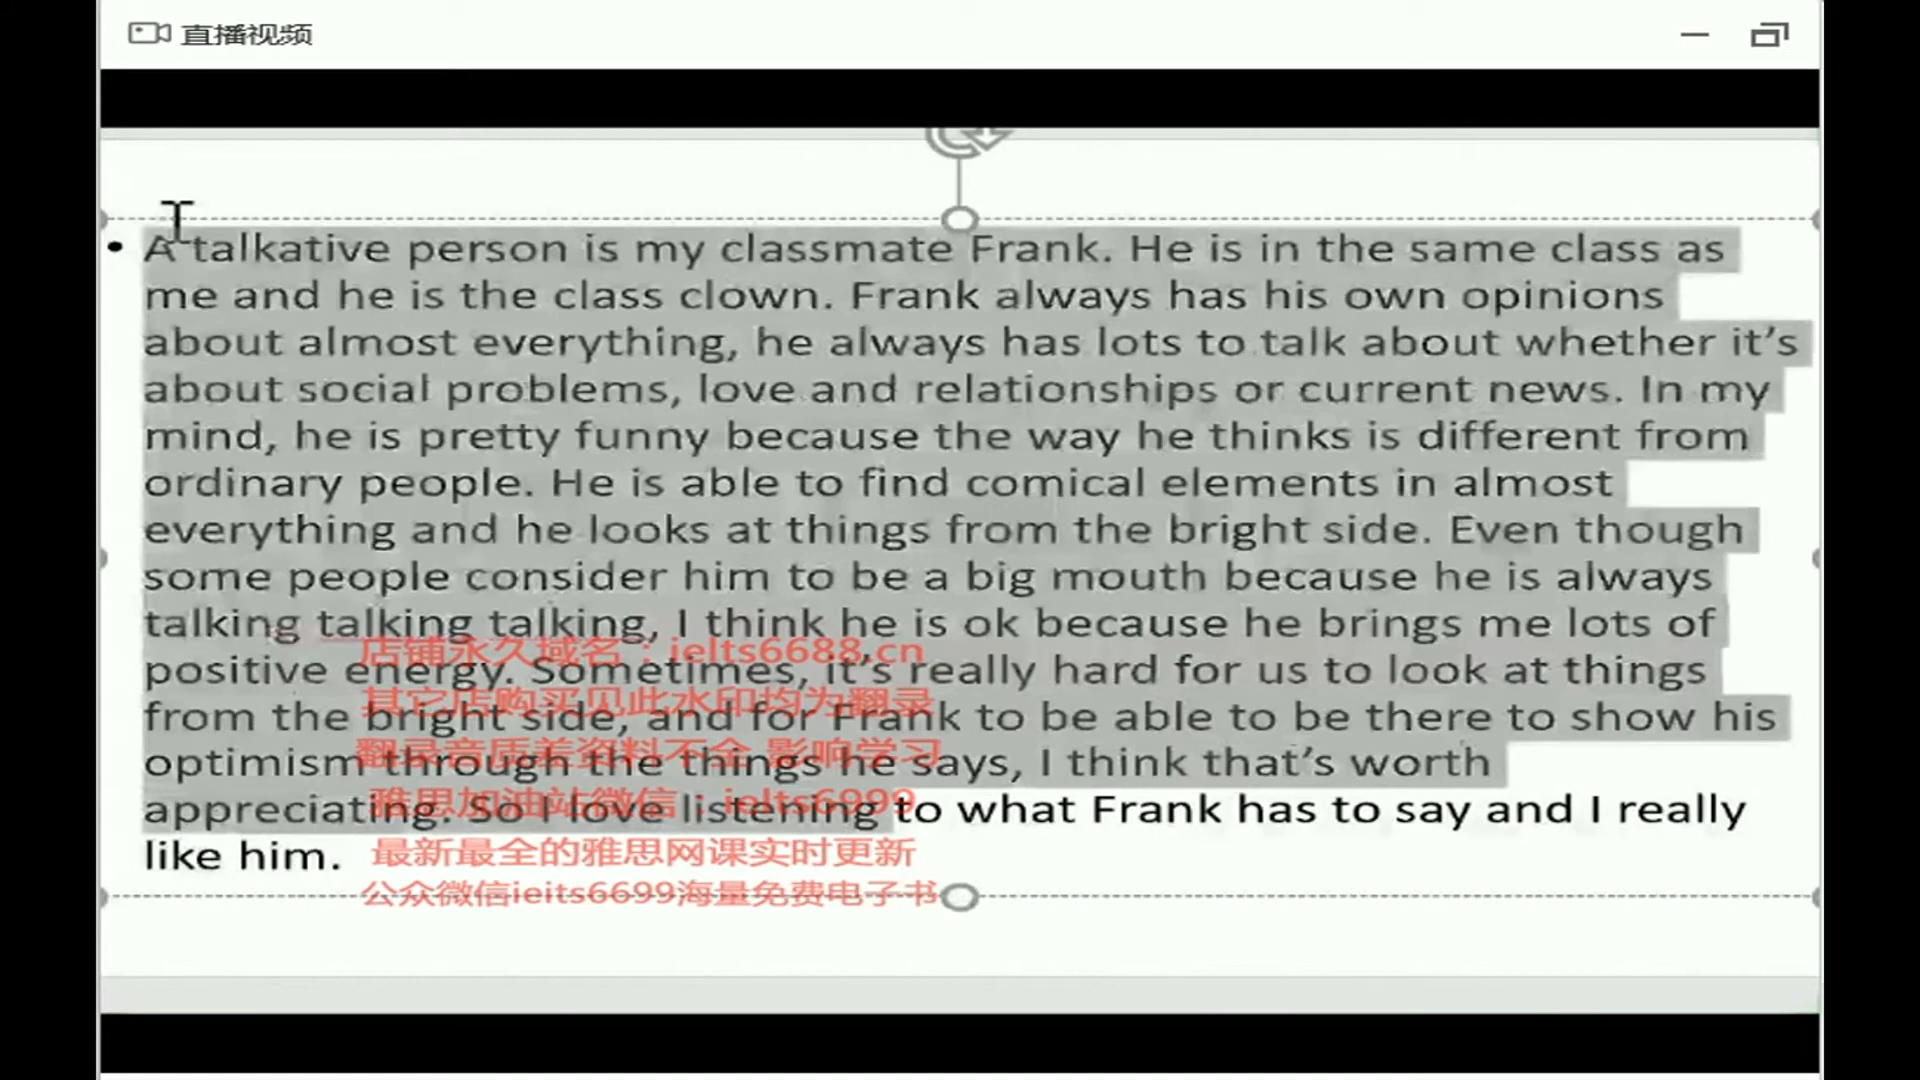 直播视频
• A talkative person is my classmate Frank. He is in the same class as
me and he is the class clown. Frank always has his own opinions
about almost everything, he always has lots to talk about whether it’s
about social problems, love and relationships or current news. In my
mind, he is pretty funny because the way he thinks is different from
ordinary people. He is able to find comical elements in almost
everything and he looks at things from the bright side. Even though
some people consider him to be a big mouth because he is always
talking talking talking, I think he is ok because he brings me lots of
店铺永久域名：ielts6688.cn
positive energy. Sometimes, it’s really hard for us to look at things
其它店购买见此水印均为翻录
from the bright side, and for Frank to be able to be there to show his
翻录音质差资料不全 影响学习
optimism through the things he says, I think that’s worth
雅思加油站微信：ielts6999
appreciating. So I love listening to what Frank has to say and I really
最新最全的雅思网课实时更新
like him.
公众微信ieits6699海量免费电子书